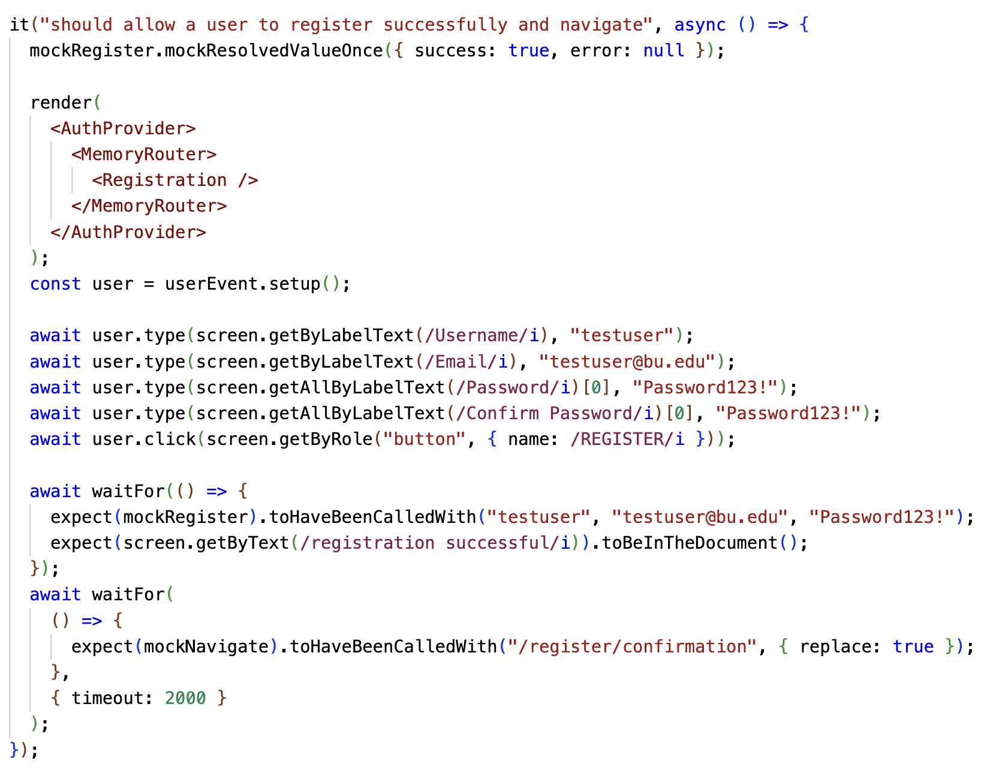 it("should allow a user to register successfully and navigate", async () => {
mockRegister.mockResolvedValueOnce({ success: true, error: null });
render(
<AuthProvider>
<MemoryRouter>
<Registration />
</MemoryRouter>
</AuthProvider>
);
const user = userEvent.setup();
await user.type(screen.getByLabelText(/Username/i), "testuser");
await user.type(screen.getByLabelText(/Email/i), "testuser@bu.edu");
await user.type(screen.getAllByLabelText(/Password/i)[0], "Password123!");
await user.type(screen.getAllByLabelText(/Confirm Password/i)[0], "Password123!");
await user.click(screen.getByRole("button", { name: /REGISTER/i }));
await waitFor(() => {
expect(mockRegister).toHaveBeenCalledWith("testuser", "testuser@bu.edu", "Password123!");
expect(screen.getByText(/registration successful/i)).toBeInTheDocument();
});
await waitFor(
() => {
expect(mockNavigate).toHaveBeenCalledWith("/register/confirmation", { replace: true });
},
{ timeout: 2000 }
);
});